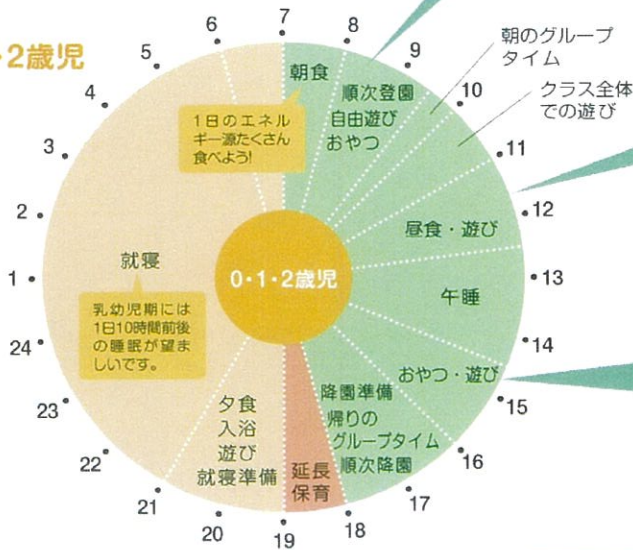 ・2歳児
7
8
9
10
11
12
13
14
15
16
17
18
19
20
21
22
23
24
1
2
3
4
5
6
朝食
1日のエネル
ギー源たくさん
食べよう!
順次登園
自由遊び
おやつ
朝のグループ
タイム
クラス全体
での遊び
昼食・遊び
午睡
おやつ・遊び
降園準備
帰りの
グループタイム
順次降園
延長
保育
夕食
入浴
遊び
就寝準備
就寝
乳幼児期には
1日10時間前後
の睡眠が望ま
しいです。
0・1・2歳児